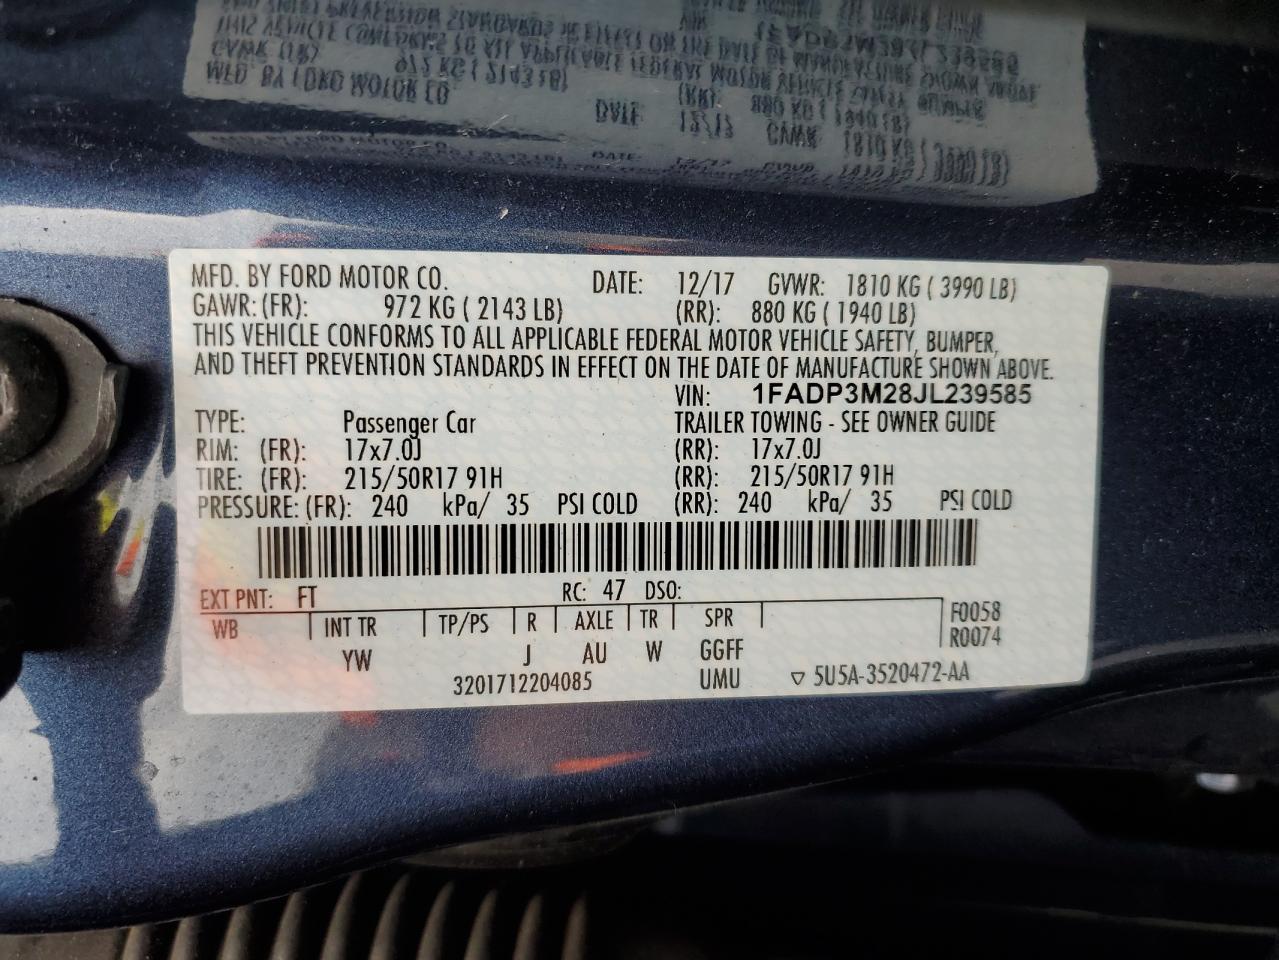 MFD. BY FORD MOTOR CO. DATE: 12/17 GVWR: 1810 KG ( 3990 LB)
GAWR: (FR): 972 KG ( 2143 LB) (RR): 880 KG ( 1940 LB)
THIS VEHICLE CONFORMS TO ALL APPLICABLE FEDERAL MOTOR VEHICLE SAFETY, BUMPER,
AND THEFT PREVENTION STANDARDS IN EFFECT ON THE DATE OF MANUFACTURE SHOWN ABOVE.
VIN: 1FADP3M28JL239585
TYPE: Passenger Car TRAILER TOWING - SEE OWNER GUIDE
RIM: (FR): 17x7.0J (RR): 17x7.0J
TIRE: (FR): 215/50R17 91H (RR): 215/50R17 91H
PRESSURE: (FR): 240 kPa/ 35 PSI COLD (RR): 240 kPa/ 35 PSI COLD
EXT PNT: FT RC: 47 DSO:
WB INT TR TP/PS R AXLE TR SPR F0058
R0074
YW J AU W GGFF
3201712204085 UMU ▽ 5U5A-3520472-AA